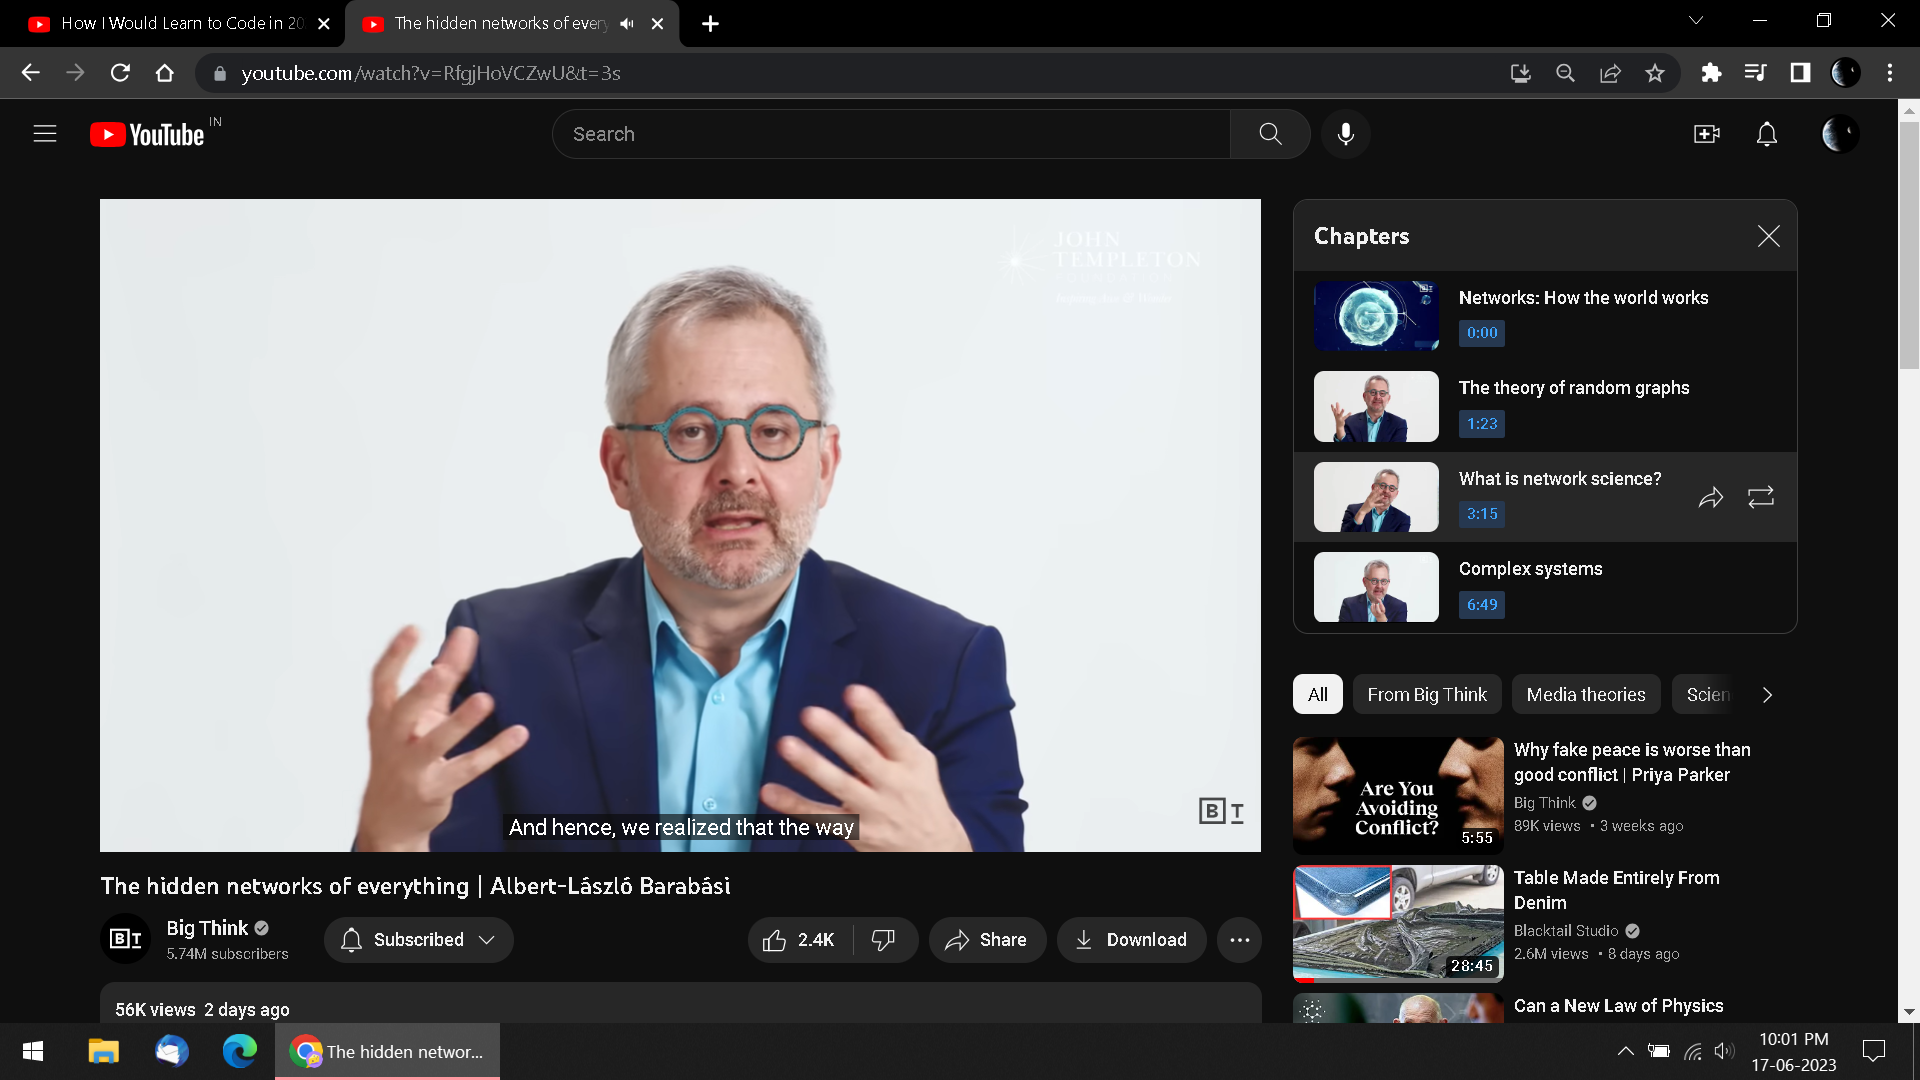 How I Would Learn to Code in 20
The hidden networks of every
youtube.com/watch?v=RfgjHoVCZwU&t=3s
YouTube IN
Search
JOHN
TEMPLETON
Chapters
Networks: How the world works
0:00
The theory of random graphs
1:23
What is network science?
3:15
Complex systems
6:49
And hence, we realized that the way
BT
The hidden networks of everything | Albert-László Barabási
BT
Big Think
5.74M subscribers
Subscribed
2.4K
Share
Download
56K views 2 days ago
All
From Big Think
Media theories
Scien
Are You
Avoiding
Conflict?
5:55
Why fake peace is worse than
good conflict | Priya Parker
Big Think
89K views • 3 weeks ago
28:45
Table Made Entirely From
Denim
Blacktail Studio
2.6M views • 8 days ago
Can a New Law of Physics
The hidden networ...
10:01 PM
17-06-2023